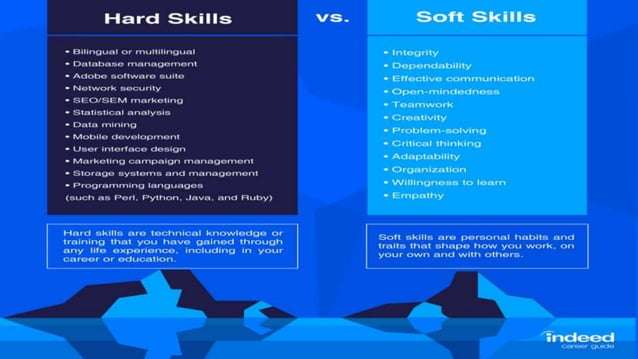 Hard Skills
vs.
Soft Skills
• Bilingual or multilingual
• Database management
• Adobe software suite
• Network security
• SEO/SEM marketing
• Statistical analysis
• Data mining
• Mobile development
• User interface design
• Marketing campaign management
• Storage systems and management
• Programming languages
(such as Perl, Python, Java, and Ruby)
• Integrity
• Dependability
• Effective communication
• Open-mindedness
• Teamwork
• Creativity
• Problem-solving
• Critical thinking
• Adaptability
• Organization
• Willingness to learn
• Empathy
Hard skills are technical knowledge or
training that you have gained through
any life experience, including in your
career or education.
Soft skills are personal habits and
traits that shape how you work, on
your own and with others.
indeed
career guide